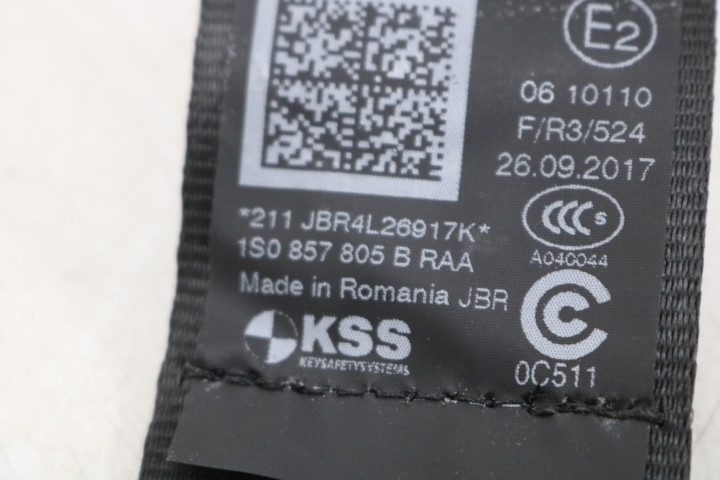 E2
06 10110
F/R3/524
26.09.2017
CCC S
A040044
*211 JBR4L26917K*
1S0 857 805 B RAA
Made in Romania JBR
KSS
KEYSAFETYSYSTEMS
0C511